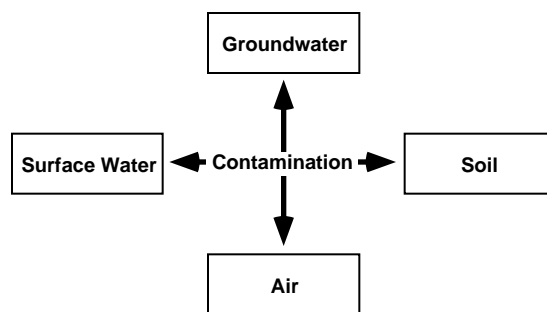 Groundwater
Surface Water
Contamination
Soil
Air